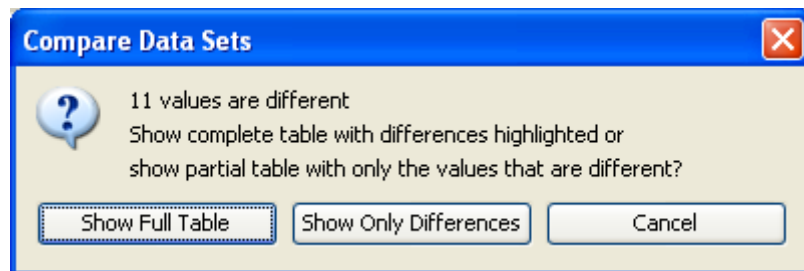 Compare Data Sets
11 values are different
Show complete table with differences highlighted or
show partial table with only the values that are different?
Show Full Table
Show Only Differences
Cancel